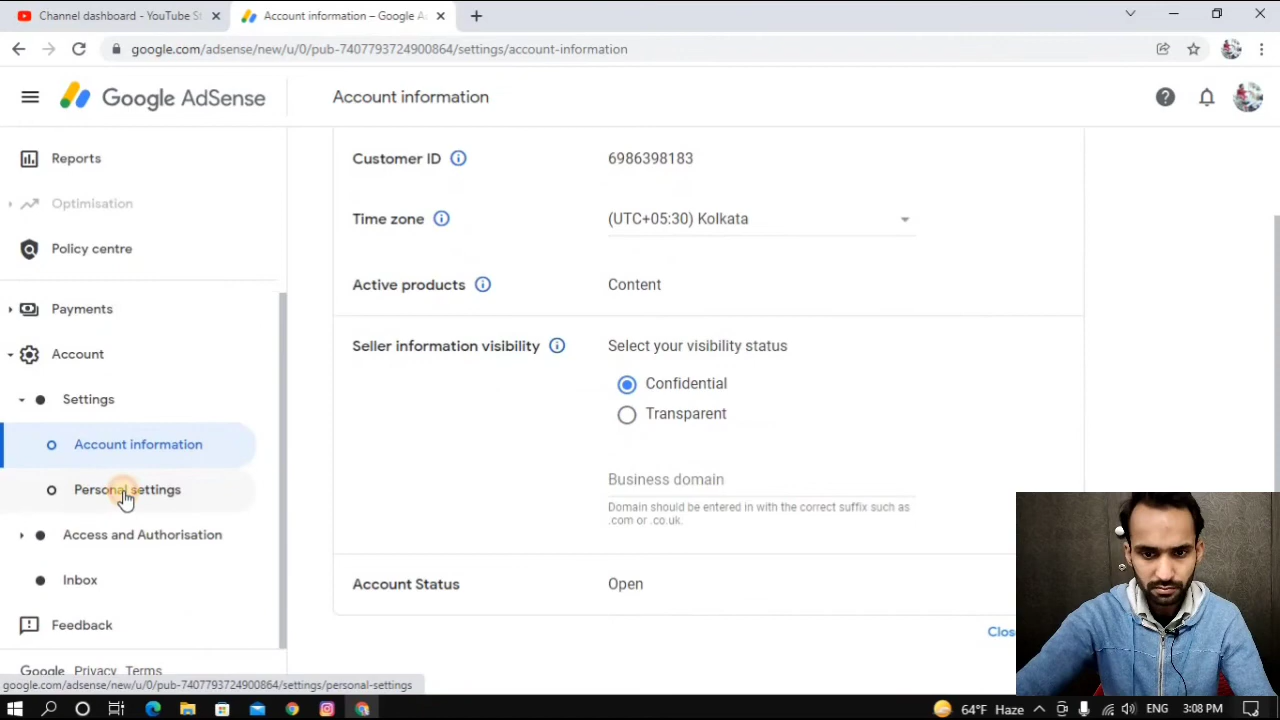 Channel dashboard - YouTube St
Account information – Google Ad
google.com/adsense/new/u/0/pub-7407793724900864/settings/account-information
Google AdSense
Account information
Reports
Optimisation
Policy centre
Payments
Account
Settings
Account information
Personal settings
Access and Authorisation
Inbox
Feedback
Google Privacy Terms
Customer ID 6986398183
Time zone (UTC+05:30) Kolkata
Active products Content
Seller information visibility Select your visibility status
Confidential
Transparent
Business domain
Domain should be entered in with the correct suffix such as
.com or .co.uk.
Account Status Open
Clos
google.com/adsense/new/u/0/pub-7407793724900864/settings/personal-settings
64°F Haze
ENG
3:08 PM